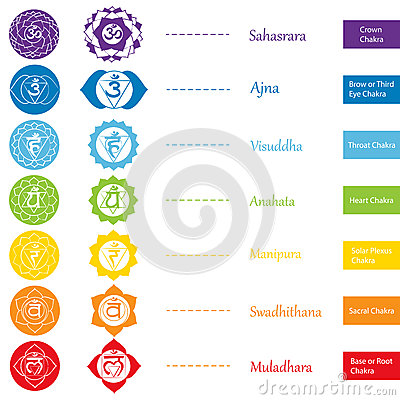 ॐ ॐ Sahasrara Crown
Chakra
Ajna Brow or Third
Eye Chakra
Visuddha Throat Chakra
Anahata Heart Chakra
Manipura Solar Plexus
Chakra
Swadhithana Sacral Chakra
Muladhara Base or Root
Chakra
dreamstime